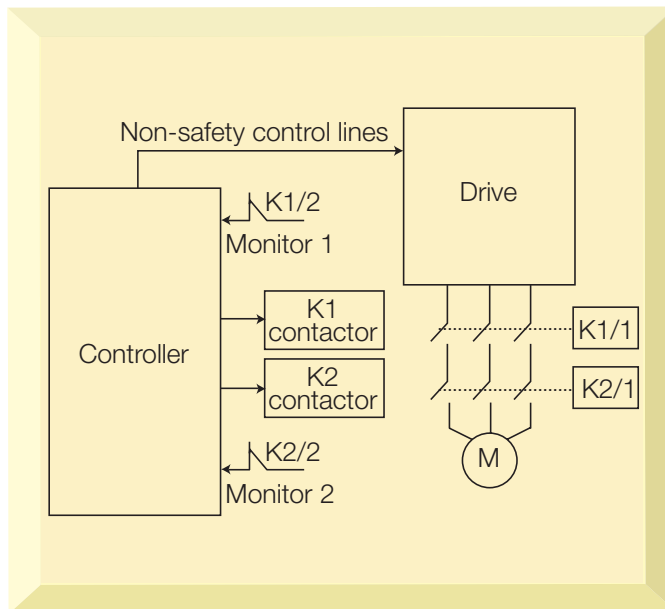 Non-safety control lines
Drive
K1/2
Monitor 1
K1
contactor
K1/1
Controller
K2
contactor
K2/1
K2/2
Monitor 2
M